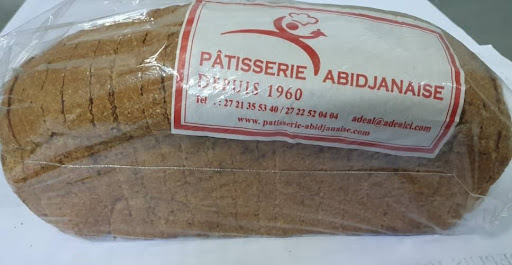 PÂTISSERIE ABIDJANAISE
DEPUIS 1960
Tel : 27 21 35 53 40 / 27 22 52 04 04 adeal@adealci.com
www.patisserie-abidjanaise.com